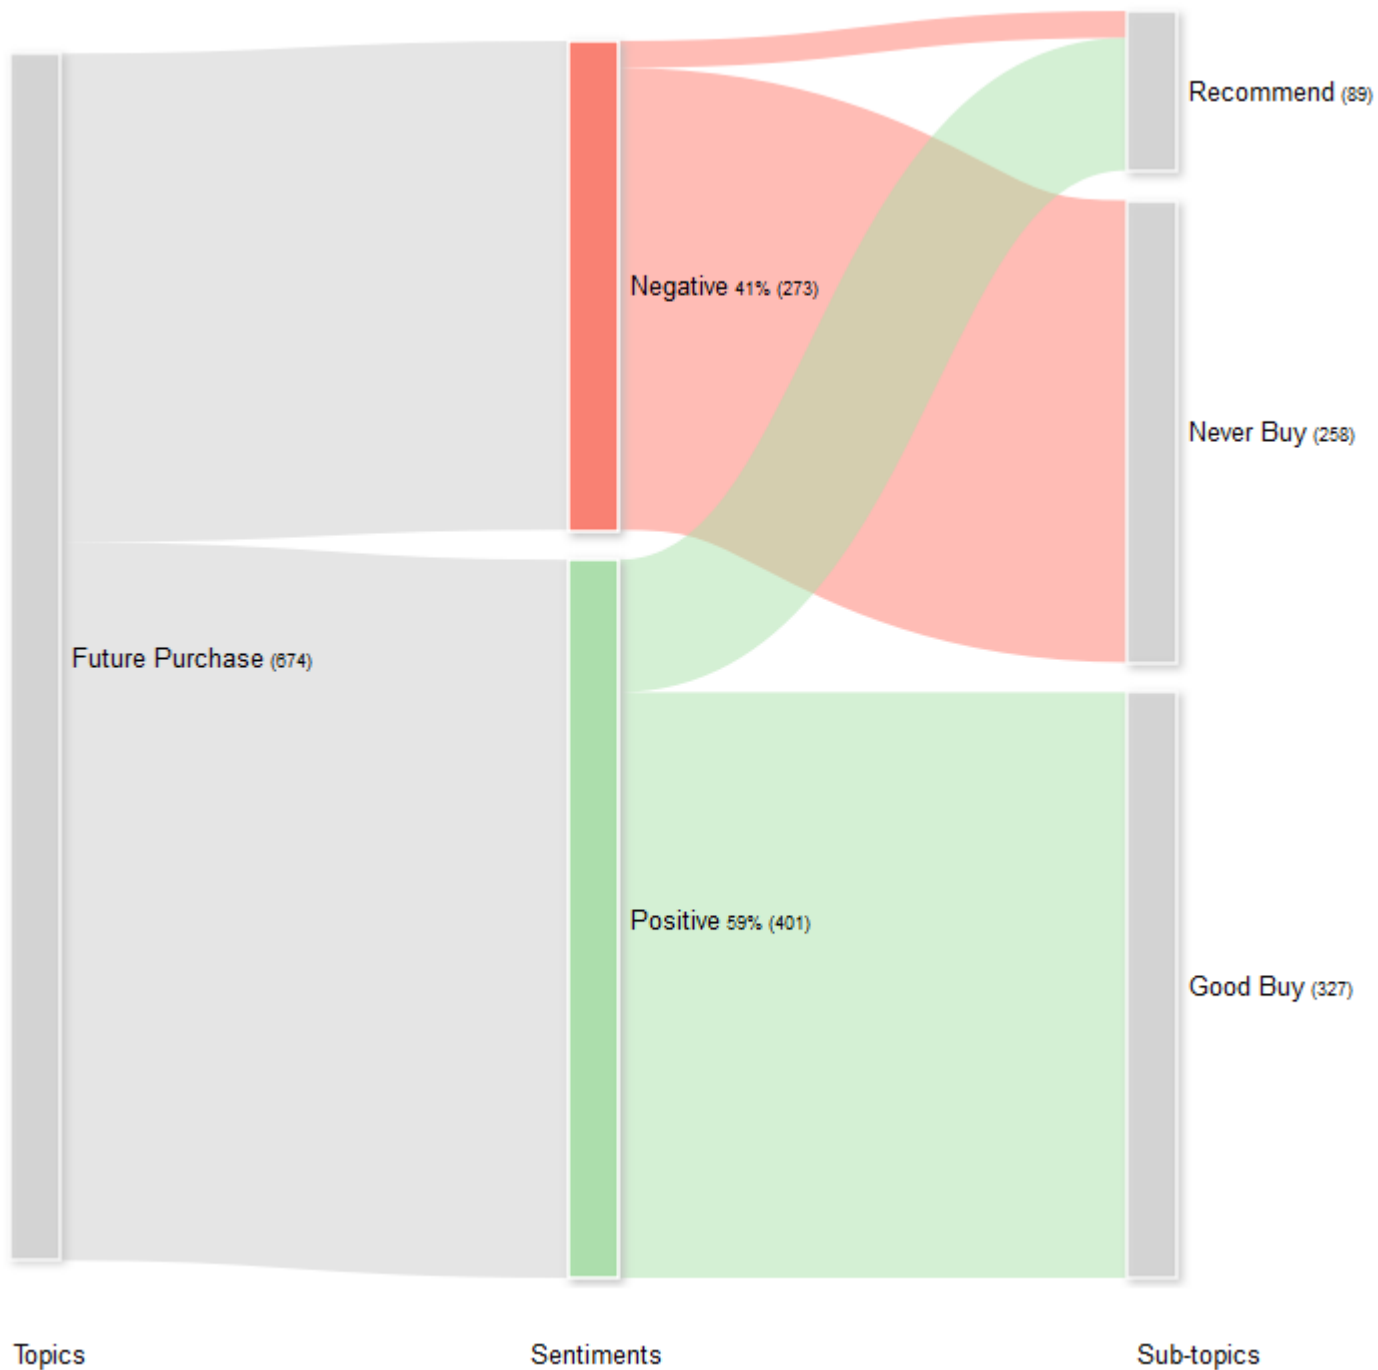 Recommend (89)
Negative 41% (273)
Never Buy (258)
Future Purchase (674)
Positive 59% (401)
Good Buy (327)
Topics
Sentiments
Sub-topics